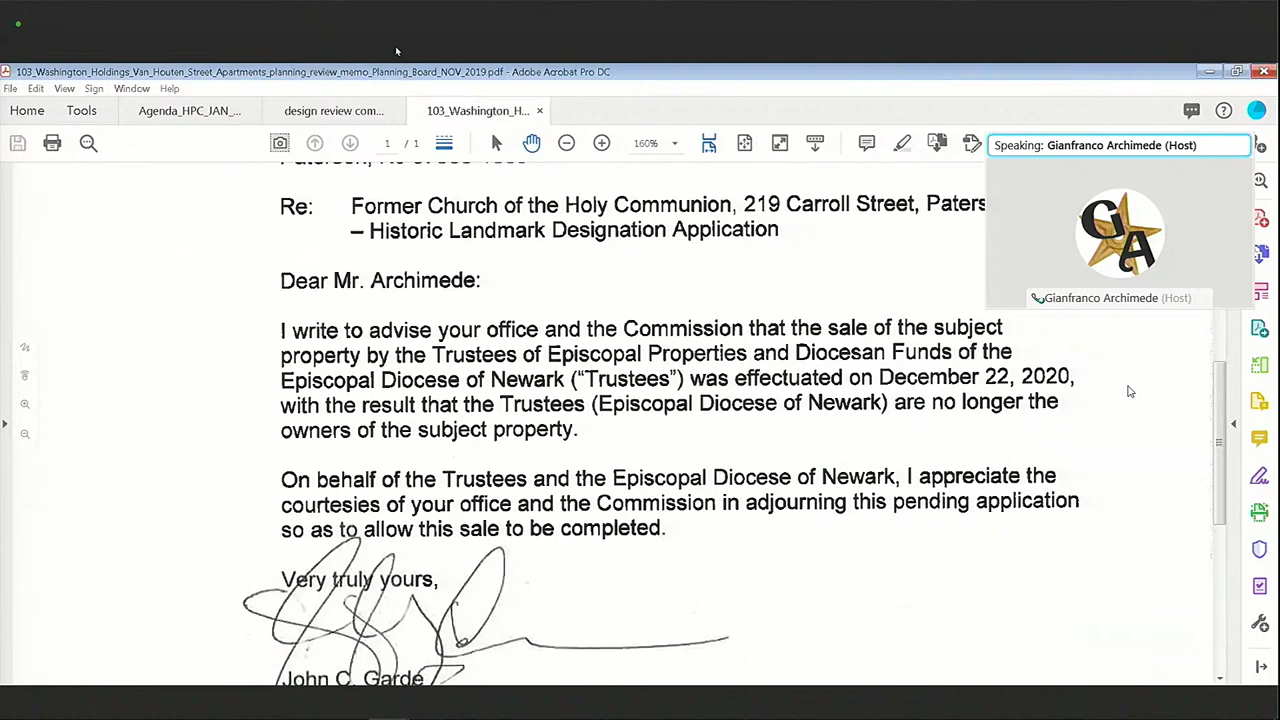 103_Washington_Holdings_Van_Houten_Street_Apartments_planning_review_memo_Planning_Board_NOV_2019.pdf - Adobe Acrobat Pro DC
File Edit View Sign Window Help
Home Tools Agenda_HPC_JAN_... design review com... 103_Washington_H... ×
1 / 1 160%
Speaking: Gianfranco Archimede (Host)
GA
Gianfranco Archimede (Host)
Re: Former Church of the Holy Communion, 219 Carroll Street, Paters
– Historic Landmark Designation Application
Dear Mr. Archimede:
I write to advise your office and the Commission that the sale of the subject
property by the Trustees of Episcopal Properties and Diocesan Funds of the
Episcopal Diocese of Newark (“Trustees”) was effectuated on December 22, 2020,
with the result that the Trustees (Episcopal Diocese of Newark) are no longer the
owners of the subject property.
On behalf of the Trustees and the Episcopal Diocese of Newark, I appreciate the
courtesies of your office and the Commission in adjourning this pending application
so as to allow this sale to be completed.
Very truly yours,
John C. Garde